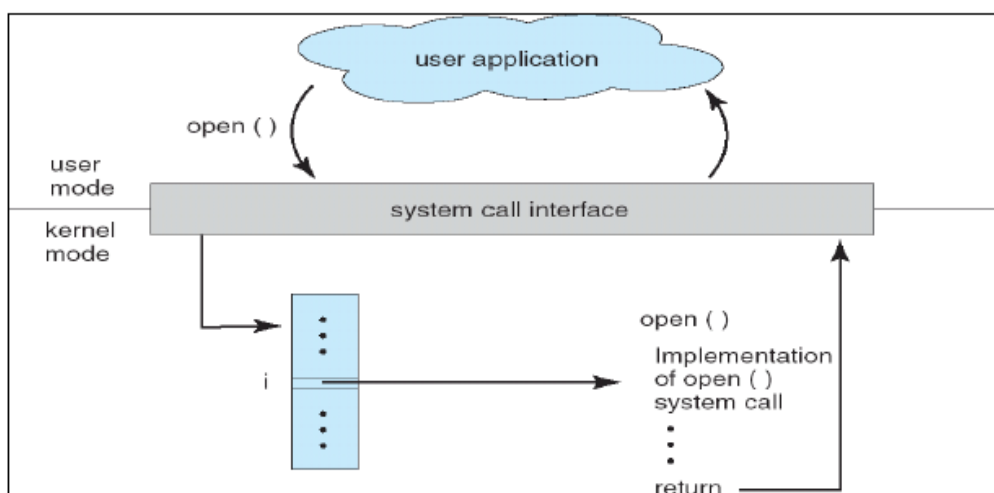 user application
open ( )
user
mode
system call interface
kernel
mode
open ( )
i
Implementation
of open ( )
system call
return